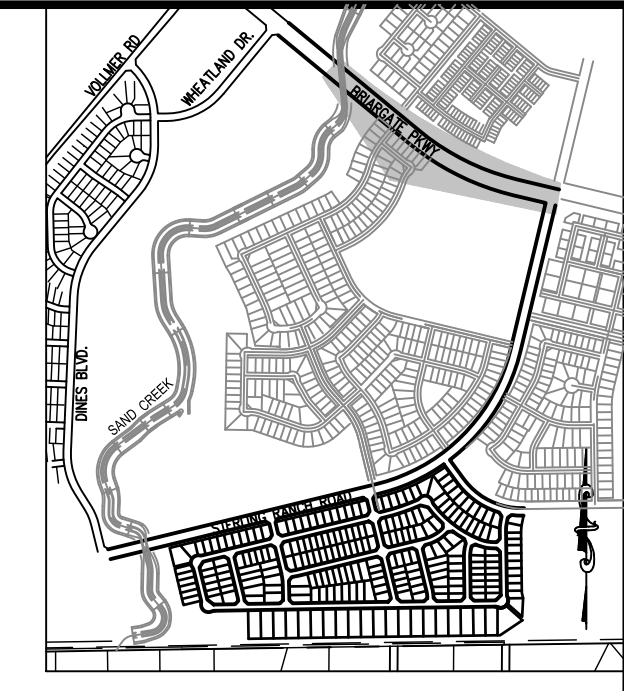 VOLLMER RD
WHEATLAND DR.
BRIARGATE PKWY
DINES BLVD.
SAND CREEK
STERLING RANCH ROAD